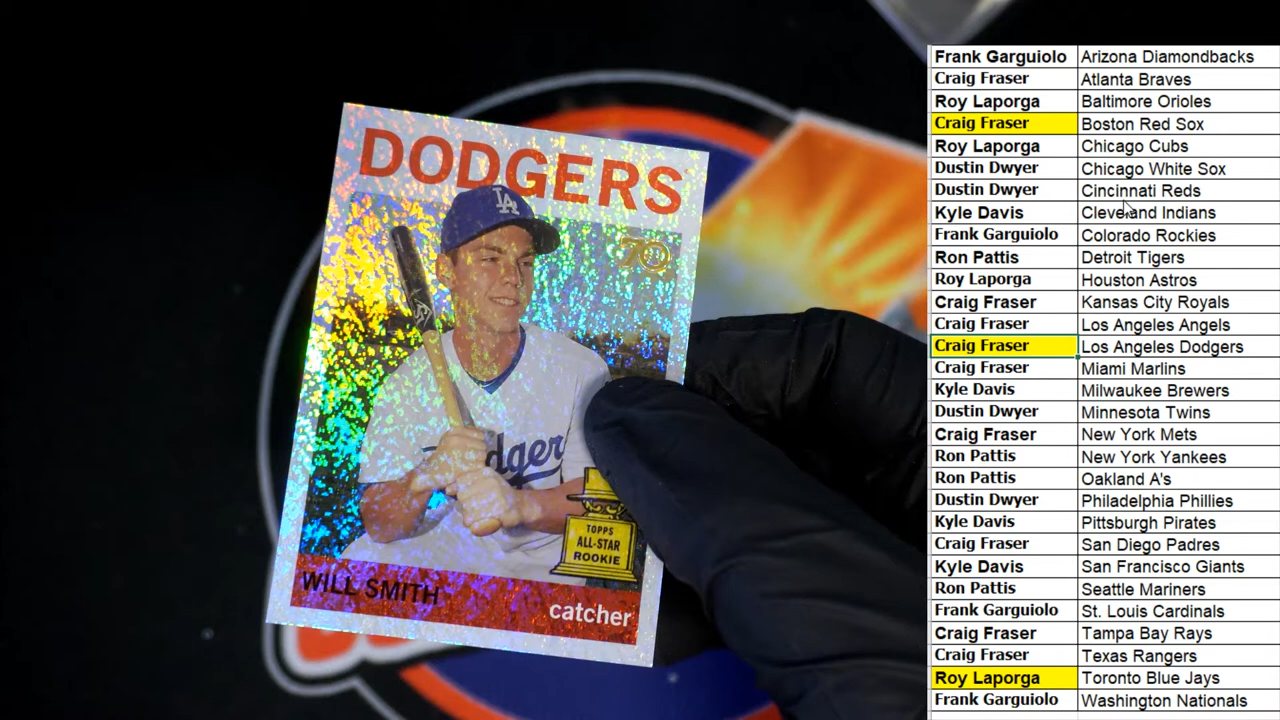 DODGERS
LA
70
Dodgers
TOPPS
ALL-STAR
ROOKIE
WILL SMITH
catcher
Frank Garguiolo Arizona Diamondbacks
Craig Fraser Atlanta Braves
Roy Laporga Baltimore Orioles
Craig Fraser Boston Red Sox
Roy Laporga Chicago Cubs
Dustin Dwyer Chicago White Sox
Dustin Dwyer Cincinnati Reds
Kyle Davis Cleveland Indians
Frank Garguiolo Colorado Rockies
Ron Pattis Detroit Tigers
Roy Laporga Houston Astros
Craig Fraser Kansas City Royals
Craig Fraser Los Angeles Angels
Craig Fraser Los Angeles Dodgers
Craig Fraser Miami Marlins
Kyle Davis Milwaukee Brewers
Dustin Dwyer Minnesota Twins
Craig Fraser New York Mets
Ron Pattis New York Yankees
Ron Pattis Oakland A's
Dustin Dwyer Philadelphia Phillies
Kyle Davis Pittsburgh Pirates
Craig Fraser San Diego Padres
Kyle Davis San Francisco Giants
Ron Pattis Seattle Mariners
Frank Garguiolo St. Louis Cardinals
Craig Fraser Tampa Bay Rays
Craig Fraser Texas Rangers
Roy Laporga Toronto Blue Jays
Frank Garguiolo Washington Nationals